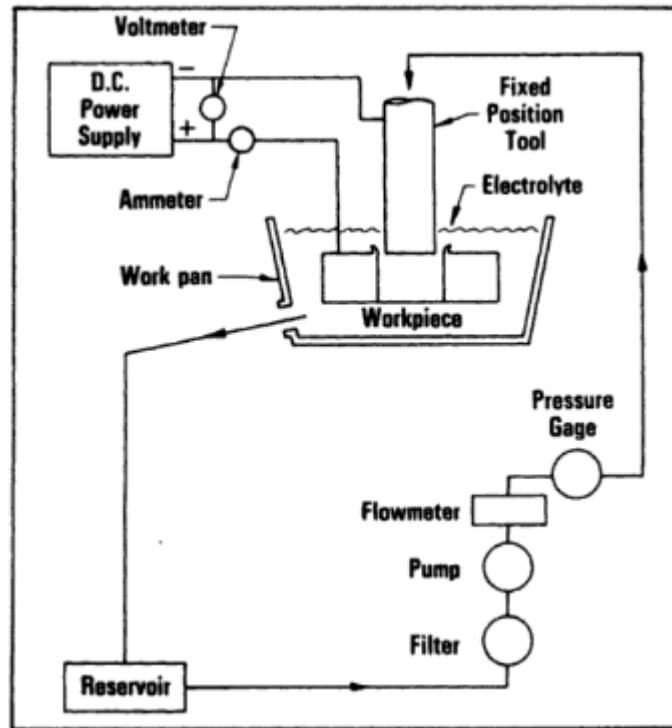 Voltmeter
D.C.
Power
Supply
−
+
Ammeter
Fixed
Position
Tool
Electrolyte
Work pan
Workpiece
Pressure
Gage
Flowmeter
Pump
Filter
Reservoir